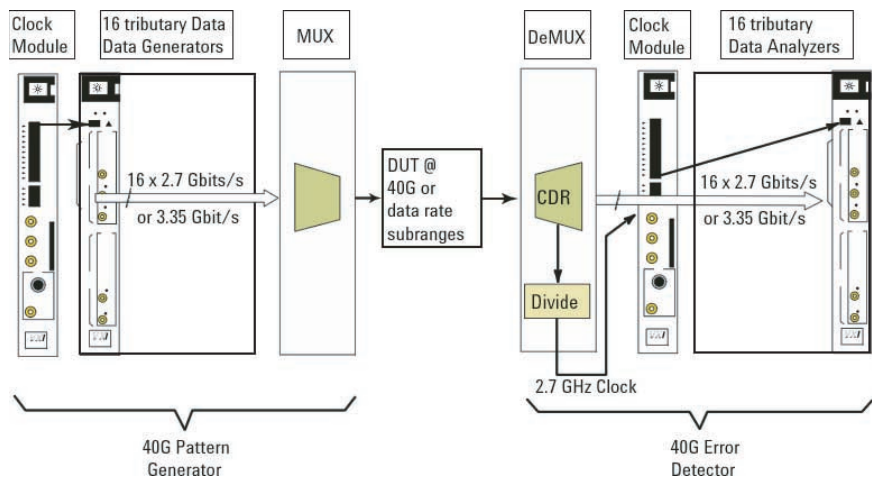 Clock
Module
16 tributary Data
Data Generators
MUX
DeMUX
Clock
Module
16 tributary
Data Analyzers
16 x 2.7 Gbits/s
or 3.35 Gbit/s
DUT @
40G or
data rate
subranges
CDR
16 x 2.7 Gbits/s
or 3.35 Gbit/s
Divide
2.7 GHz Clock
40G Pattern
Generator
40G Error
Detector